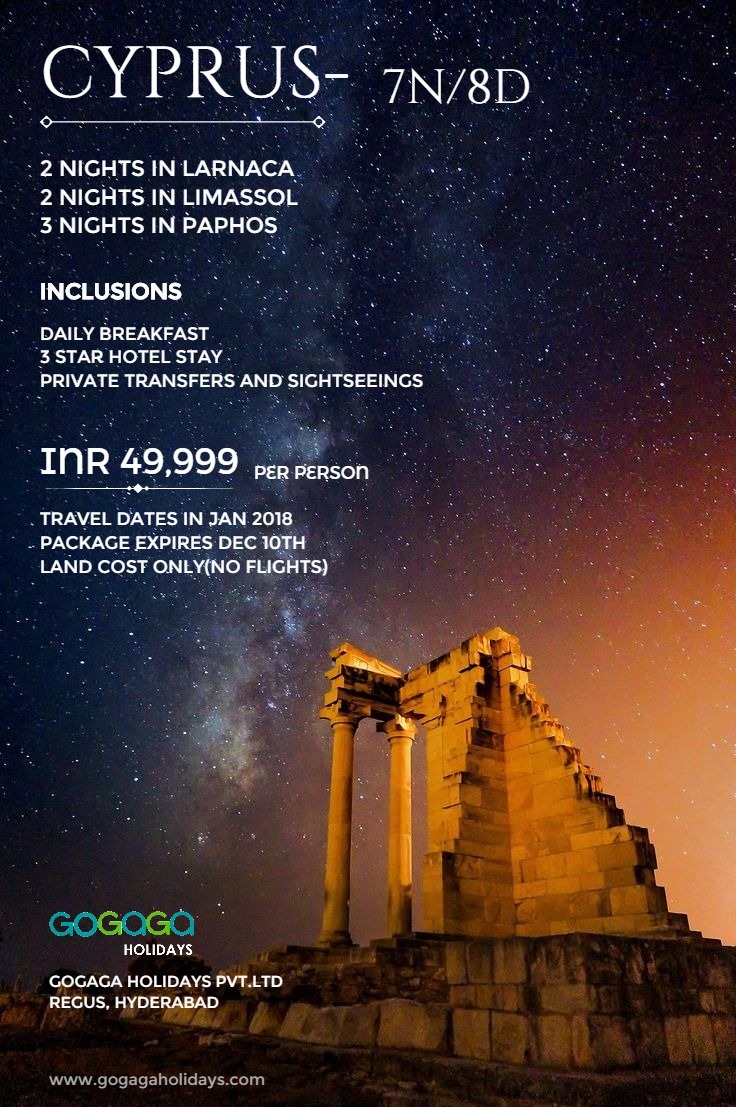 CYPRUS- 7N/8D
2 NIGHTS IN LARNACA
2 NIGHTS IN LIMASSOL
3 NIGHTS IN PAPHOS
INCLUSIONS
DAILY BREAKFAST
3 STAR HOTEL STAY
PRIVATE TRANSFERS AND SIGHTSEEINGS
INR 49,999 PER PERSON
TRAVEL DATES IN JAN 2018
PACKAGE EXPIRES DEC 10TH
LAND COST ONLY(NO FLIGHTS)
GOGAGA
HOLIDAYS
GOGAGA HOLIDAYS PVT.LTD
REGUS, HYDERABAD
www.gogagaholidays.com